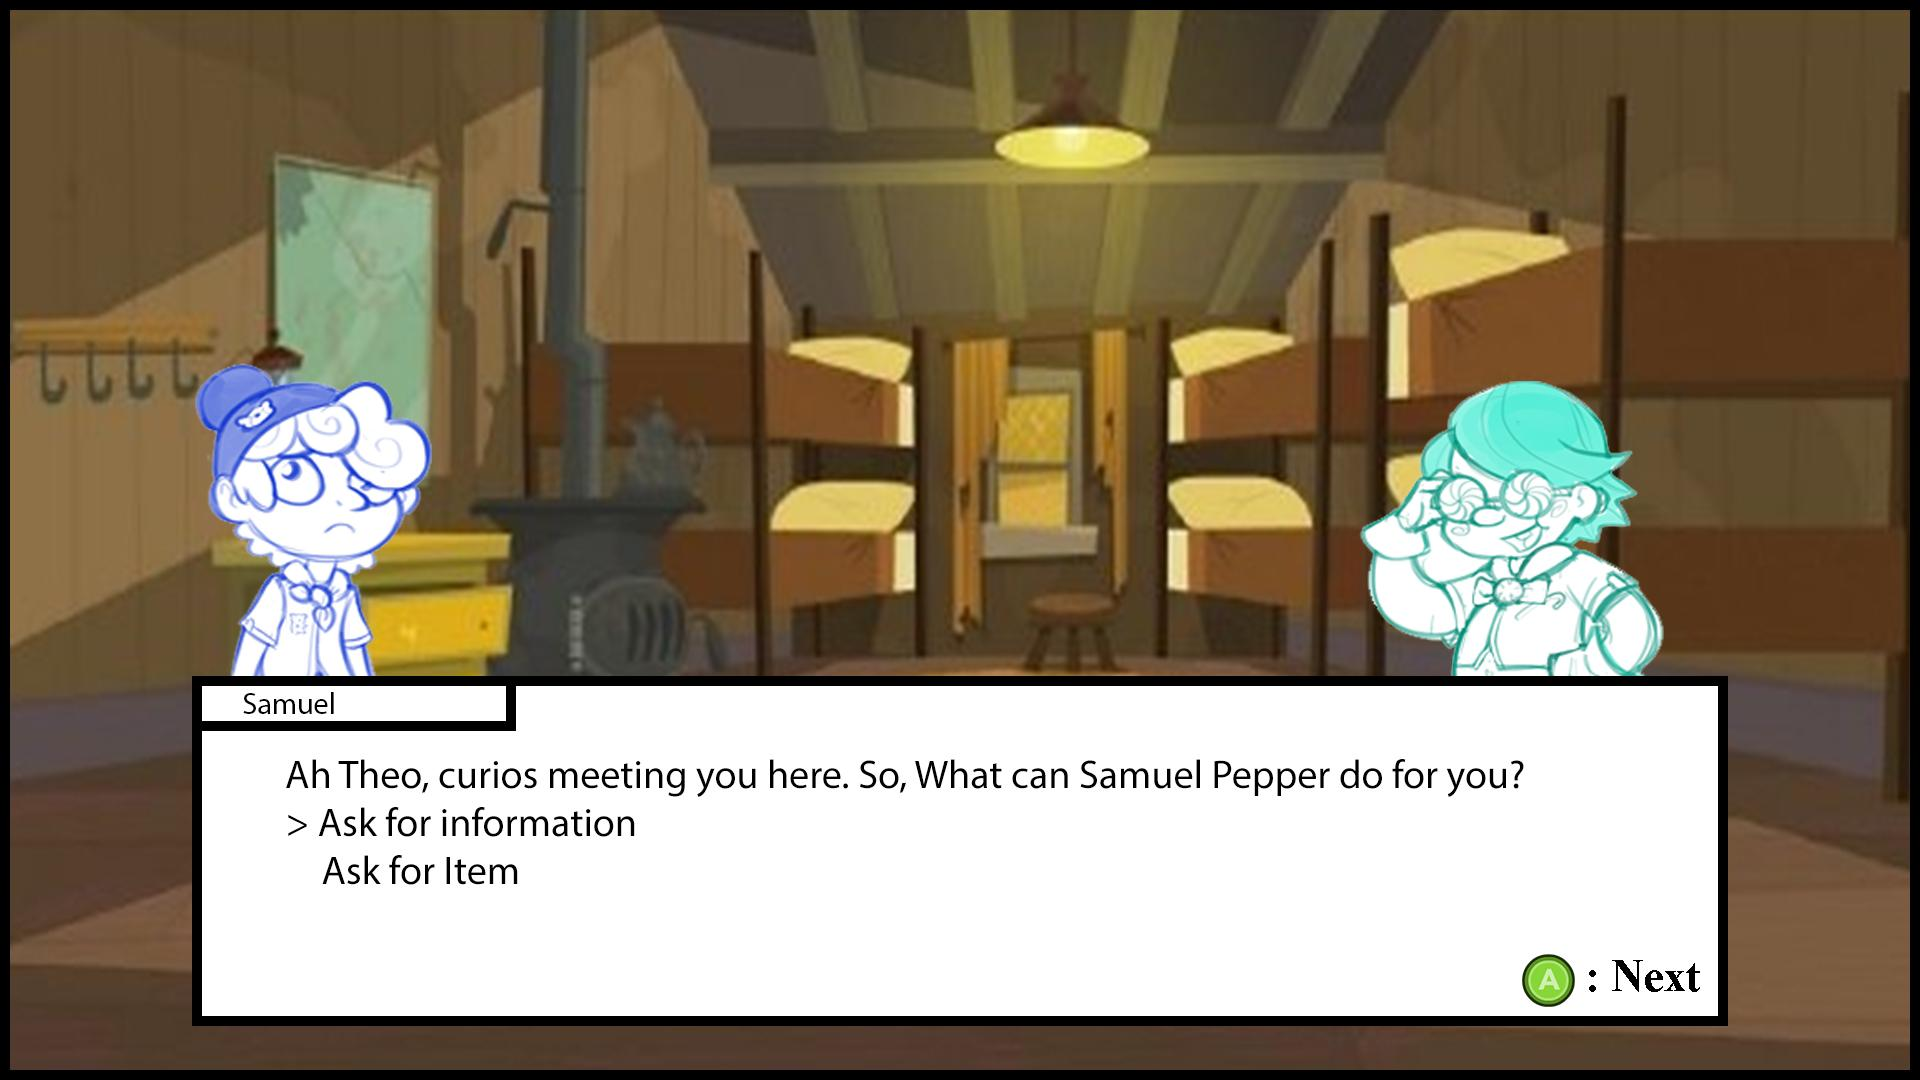 Samuel
Ah Theo, curios meeting you here. So, What can Samuel Pepper do for you?
> Ask for information
Ask for Item
A : Next